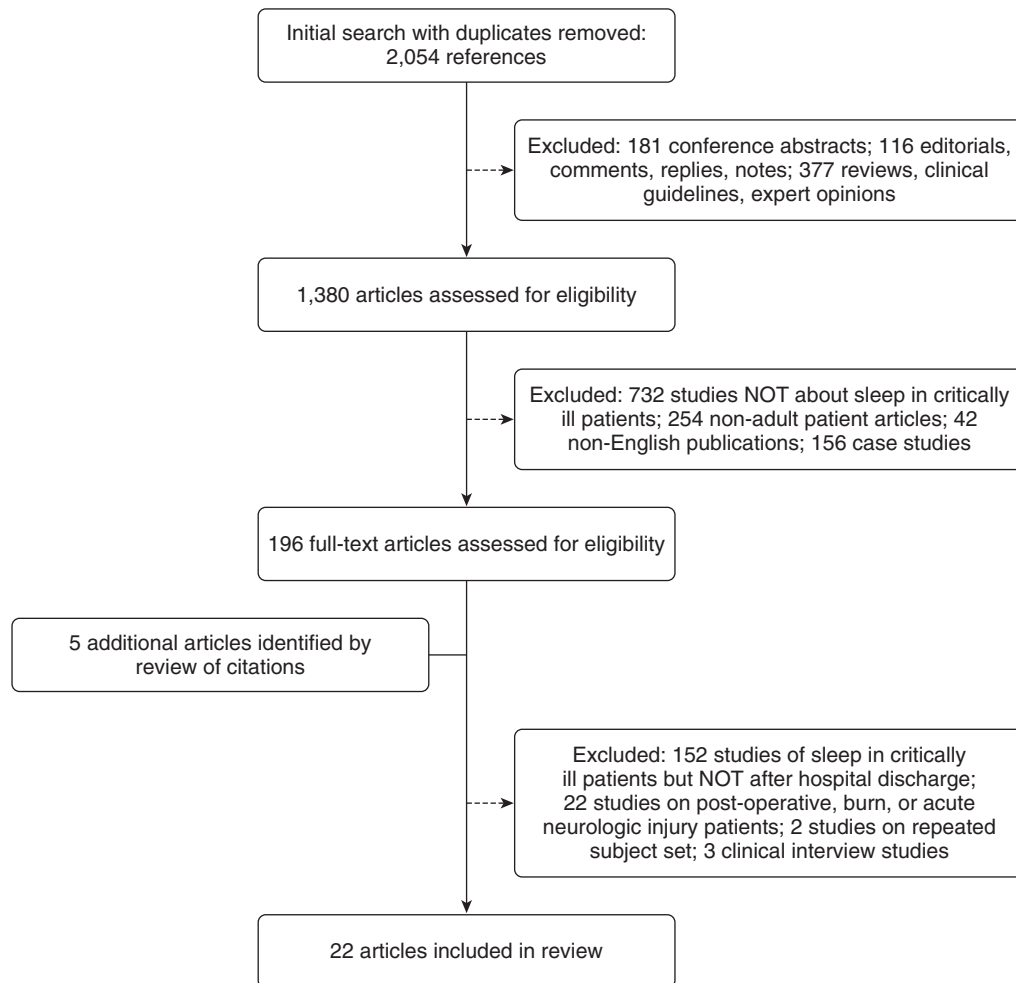 Initial search with duplicates removed:
2,054 references
Excluded: 181 conference abstracts; 116 editorials,
comments, replies, notes; 377 reviews, clinical
guidelines, expert opinions
1,380 articles assessed for eligibility
Excluded: 732 studies NOT about sleep in critically
ill patients; 254 non-adult patient articles; 42
non-English publications; 156 case studies
196 full-text articles assessed for eligibility
5 additional articles identified by
review of citations
Excluded: 152 studies of sleep in critically
ill patients but NOT after hospital discharge;
22 studies on post-operative, burn, or acute
neurologic injury patients; 2 studies on repeated
subject set; 3 clinical interview studies
22 articles included in review